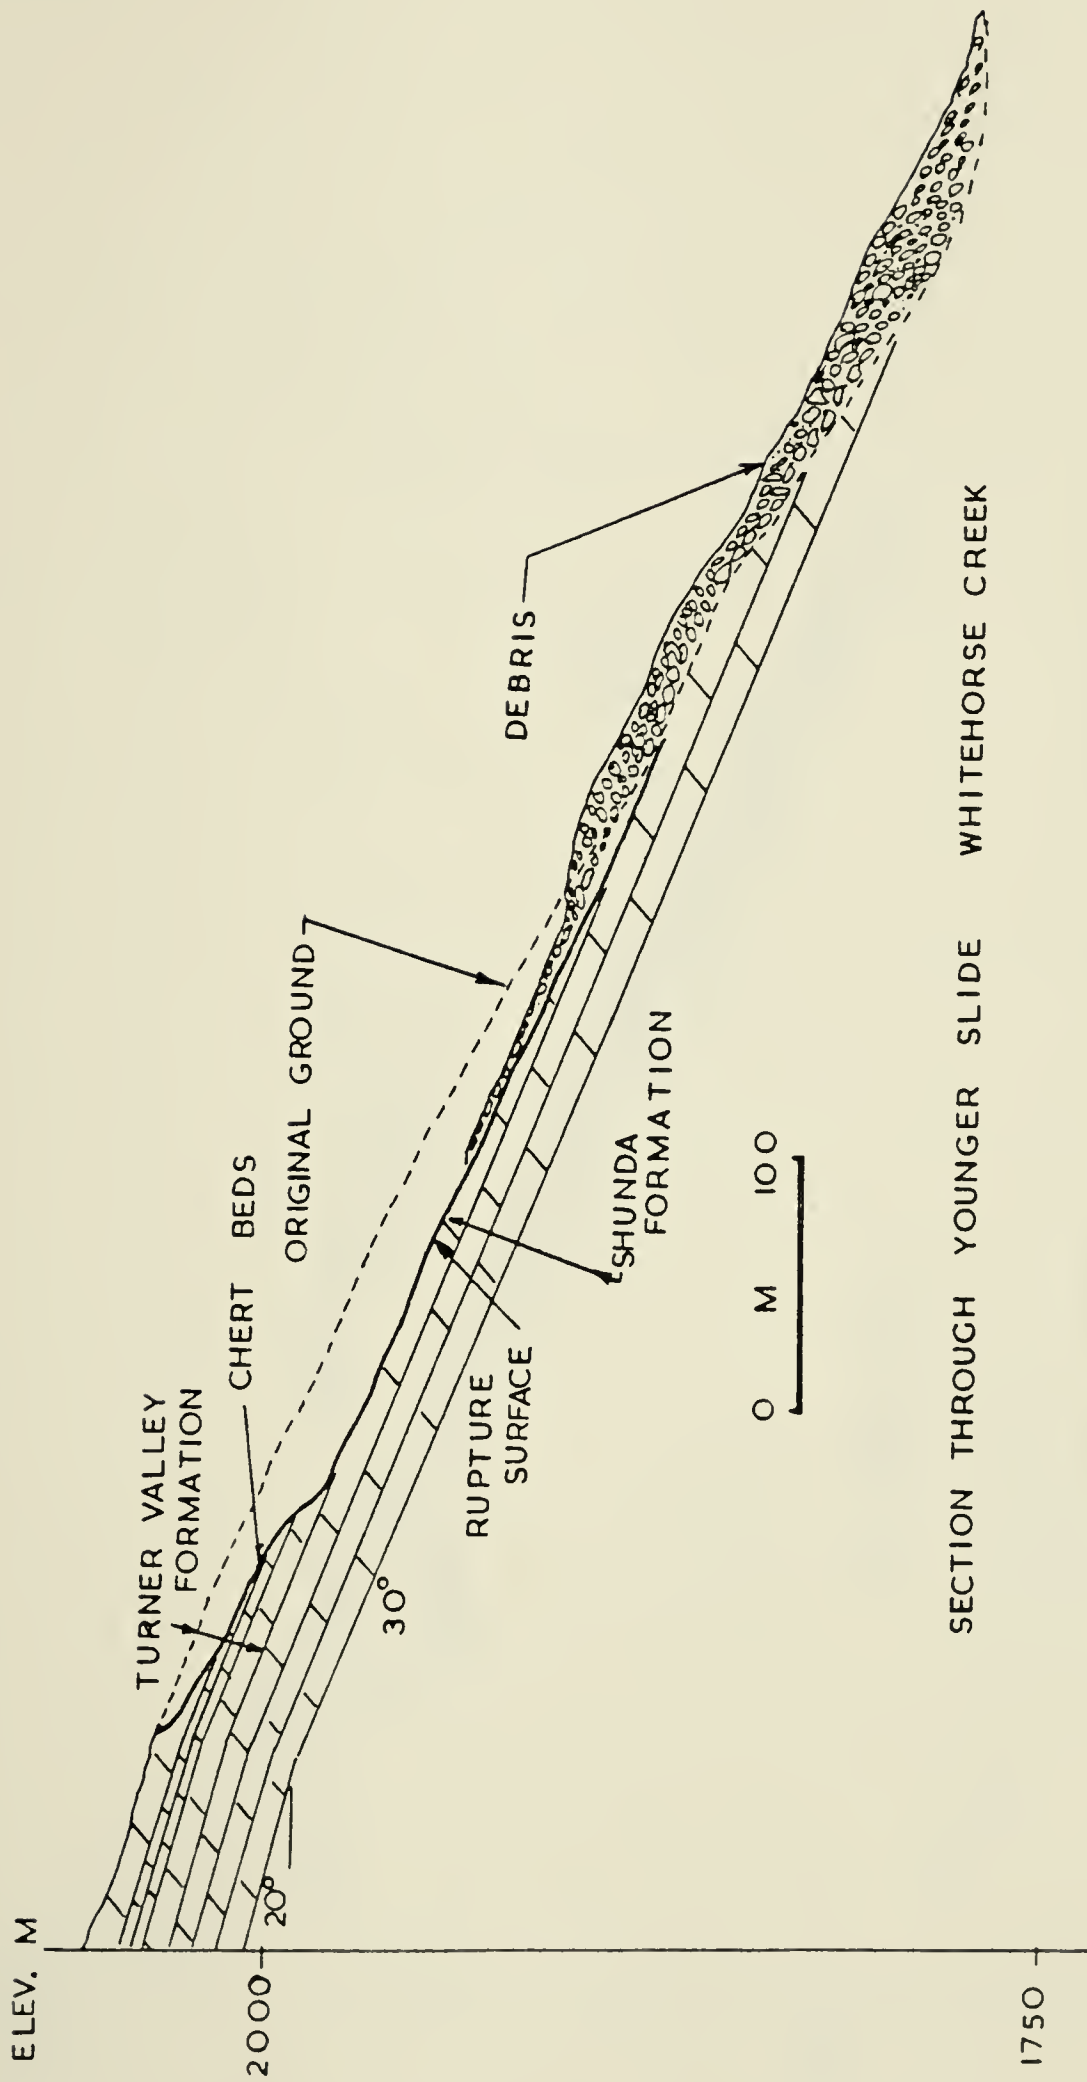 ELEV. M
2000
1750
20°
30°
TURNER VALLEY
FORMATION
CHERT BEDS
ORIGINAL GROUND
DEBRIS
RUPTURE
SURFACE
SHUNDA
FORMATION
0 M 100
SECTION THROUGH YOUNGER SLIDE WHITEHORSE CREEK